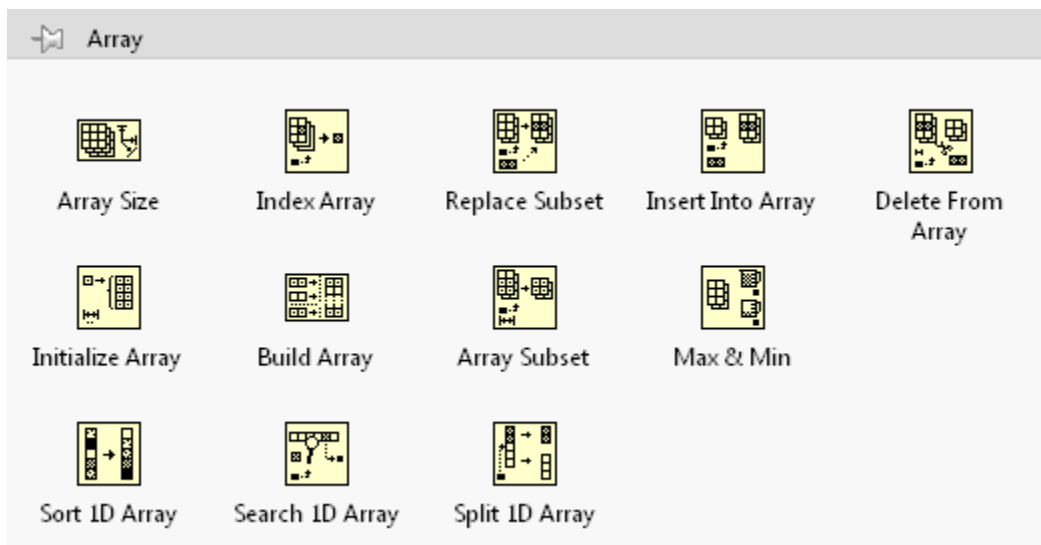 Array
Array Size
Index Array
Replace Subset
Insert Into Array
Delete From
Array
Initialize Array
Build Array
Array Subset
Max & Min
Sort 1D Array
Search 1D Array
Split 1D Array